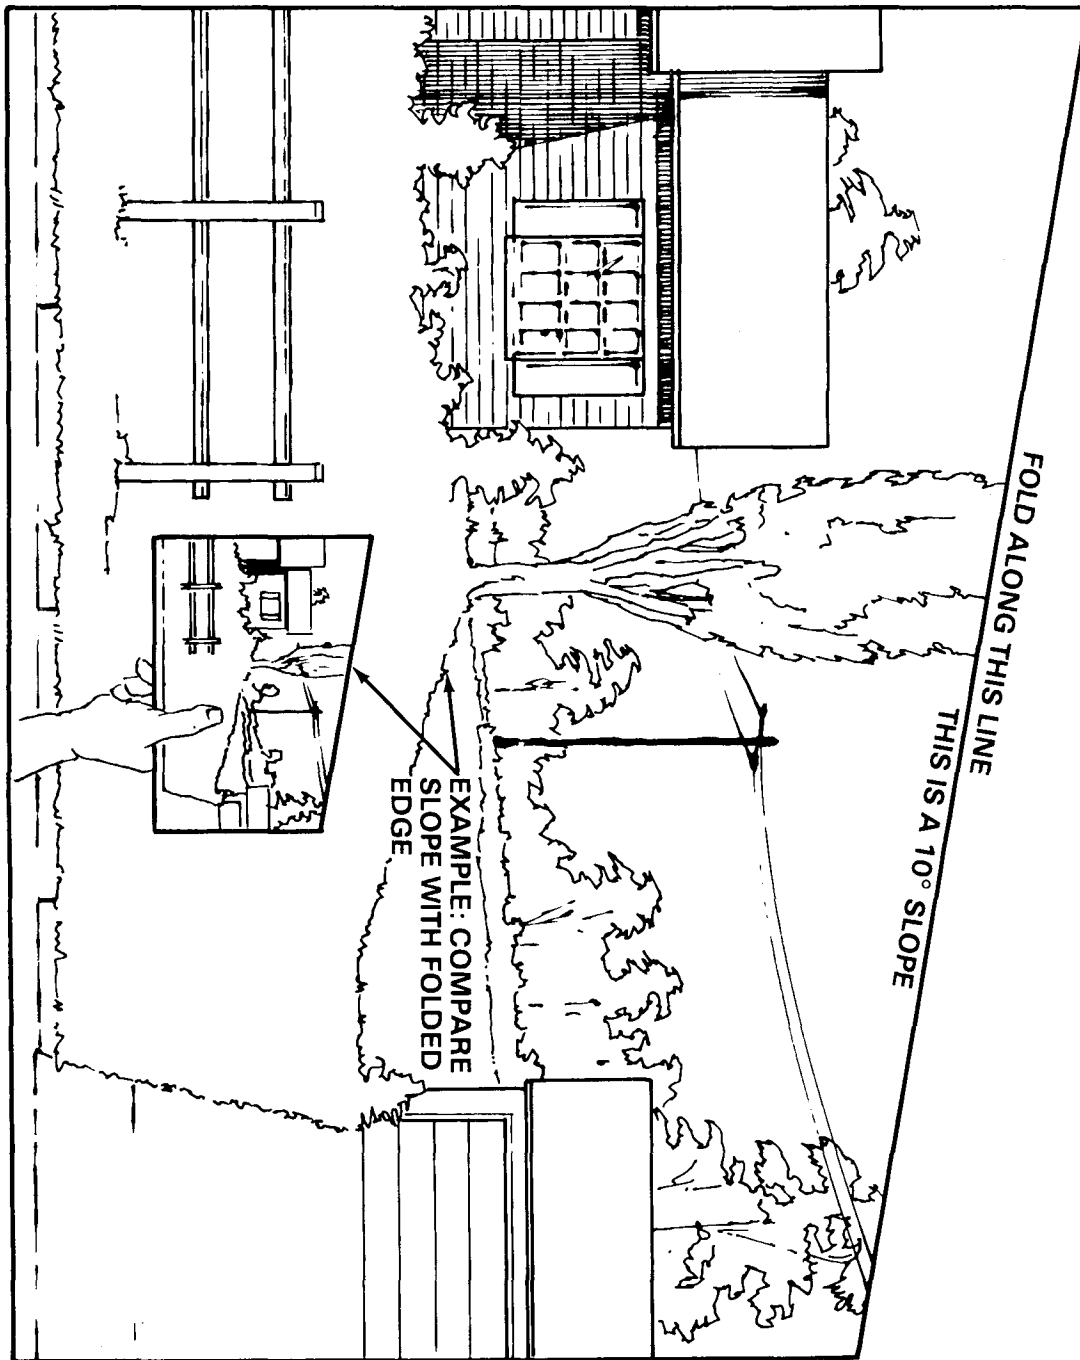 FOLD ALONG THIS LINE
THIS IS A 10° SLOPE
EXAMPLE: COMPARE
SLOPE WITH FOLDED
EDGE